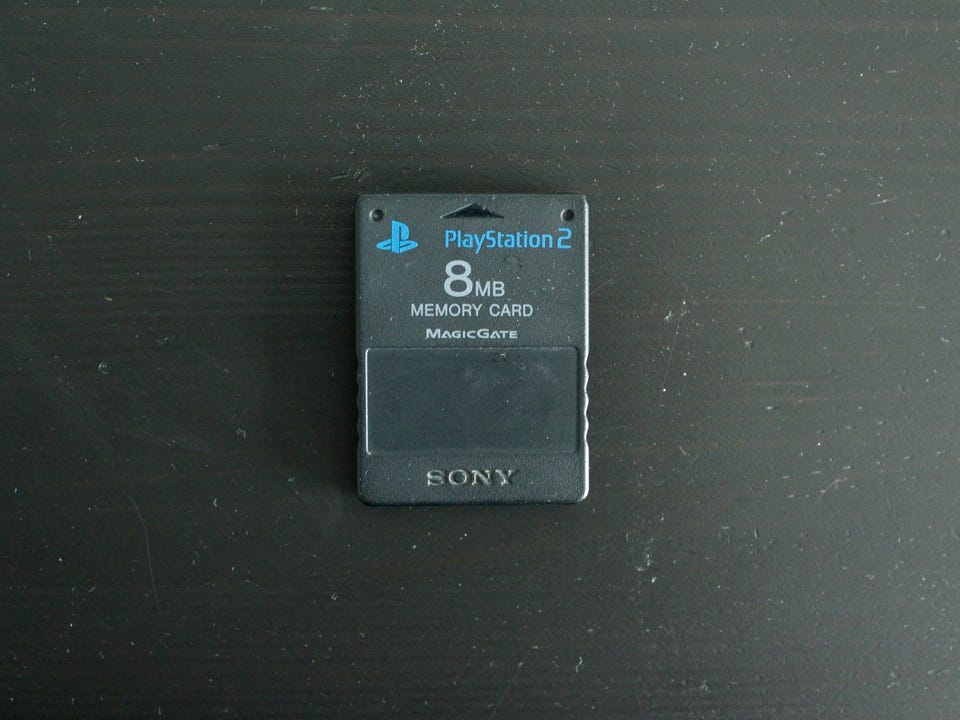 PlayStation 2
8MB
MEMORY CARD
MAGICGATE
SONY